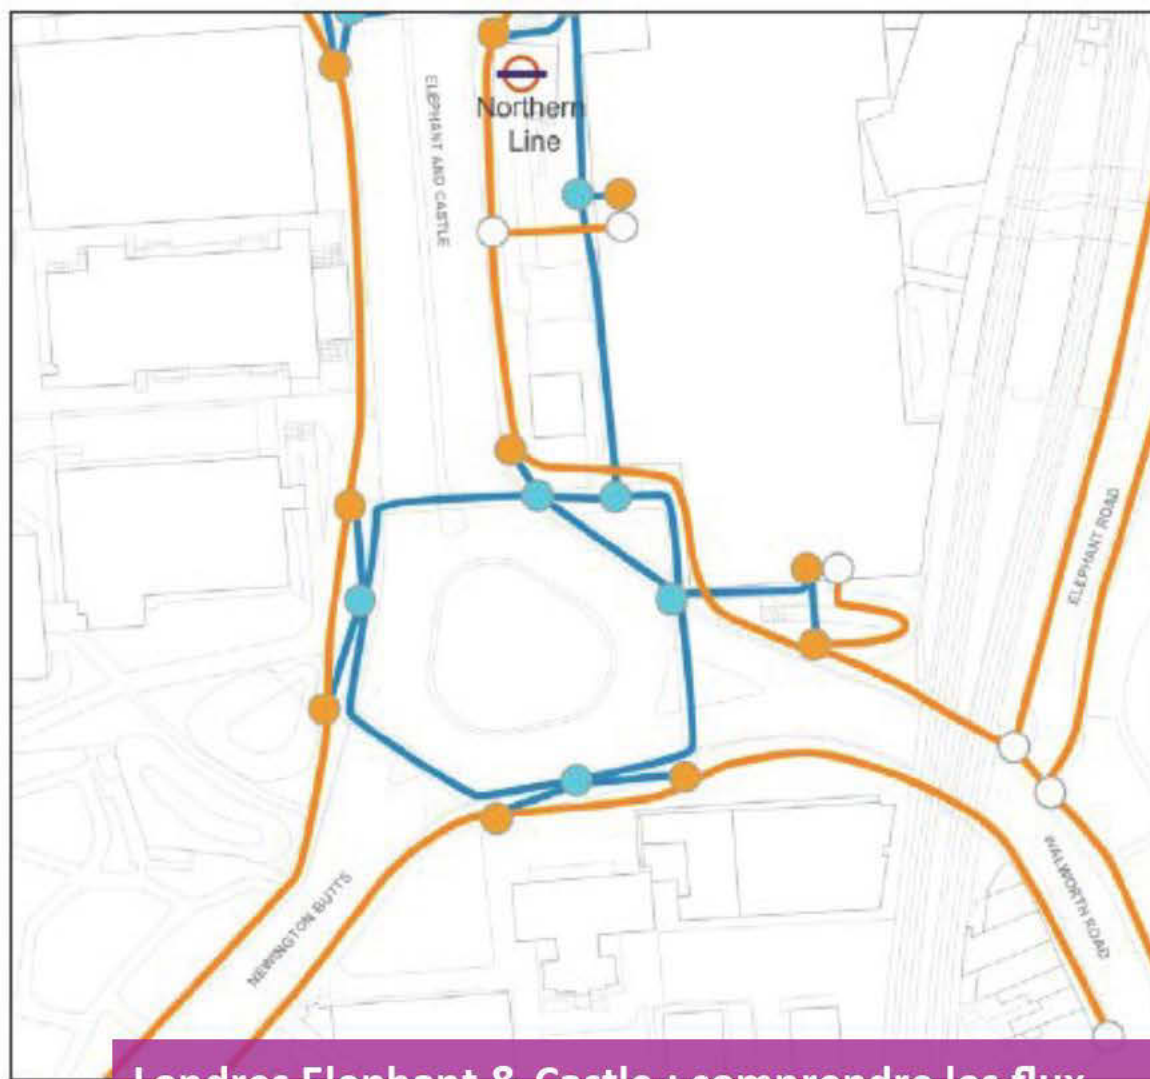 Northern
Line
ELEPHANT AND CASTLE
ELEPHANT ROAD
WALWORTH ROAD
NEWINGTON BUTTS
Londres Elephant & Castle : comprendre les flux